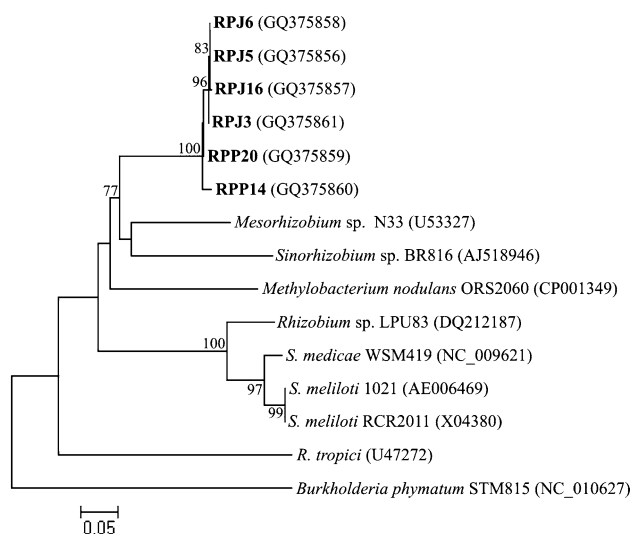 RPJ6 (GQ375858)
83
RPJ5 (GQ375856)
96
RPJ16 (GQ375857)
RPJ3 (GQ375861)
100
RPP20 (GQ375859)
77
RPP14 (GQ375860)
Mesorhizobium sp. N33 (U53327)
Sinorhizobium sp. BR816 (AJ518946)
Methylobacterium nodulans ORS2060 (CP001349)
Rhizobium sp. LPU83 (DQ212187)
100
S. medicae WSM419 (NC_009621)
97
S. meliloti 1021 (AE006469)
99
S. meliloti RCR2011 (X04380)
R. tropici (U47272)
Burkholderia phymatum STM815 (NC_010627)
0.05